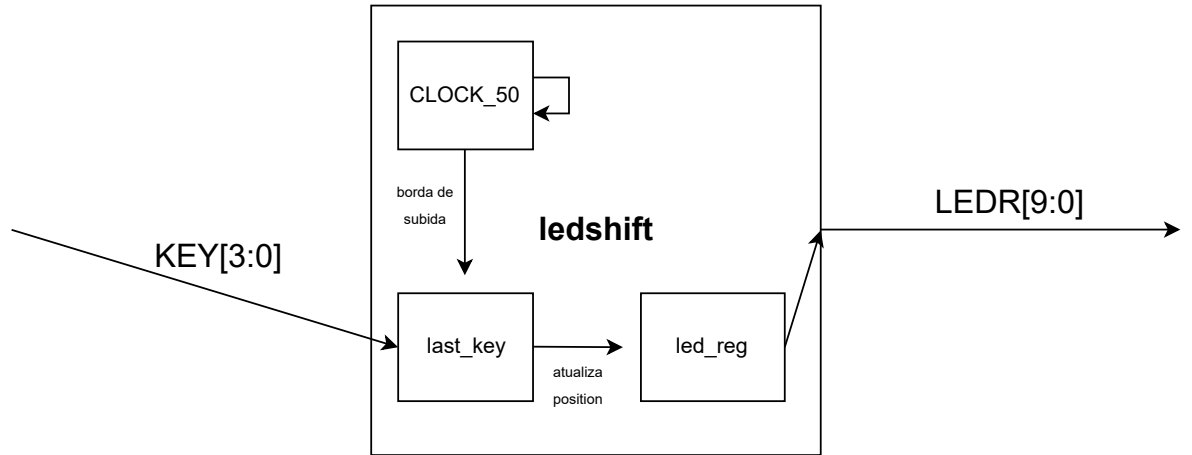 CLOCK_50
borda de
subida
ledshift
LEDR[9:0]
KEY[3:0]
last_key
atualiza
position
led_reg